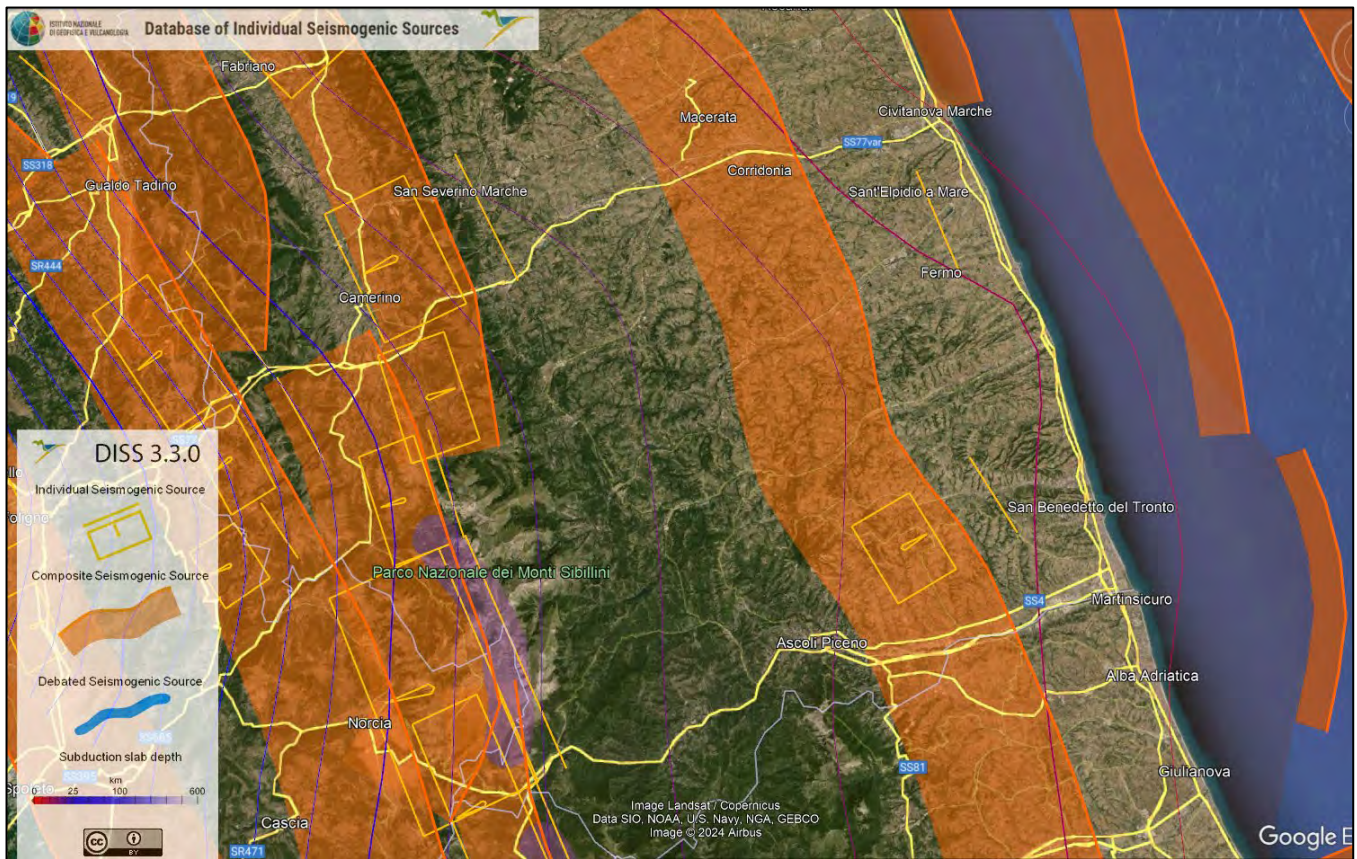 ISTITUTO NAZIONALE
DI GEOFISICA E VULCANOLOGIA
Database of Individual Seismogenic Sources
Fabriano
Macerata
Civitanova Marche
SS77var
SS318
Corridonia
Gualdo Tadino
San Severino Marche
Sant'Elpidio a Mare
SR444
Fermo
Camerino
DISS 3.3.0
Individual Seismogenic Source
San Benedetto del Tronto
Composite Seismogenic Source
Parco Nazionale dei Monti Sibillini
SS4
Martinsicuro
Ascoli Piceno
Debated Seismogenic Source
Alba Adriatica
Norcia
Subduction slab depth
km
0 25 100 600
SS81
Giulianova
Cascia
SR471
Image Landsat / Copernicus
Data SIO, NOAA, U.S. Navy, NGA, GEBCO
Image © 2024 Airbus
cc
BY
Google E